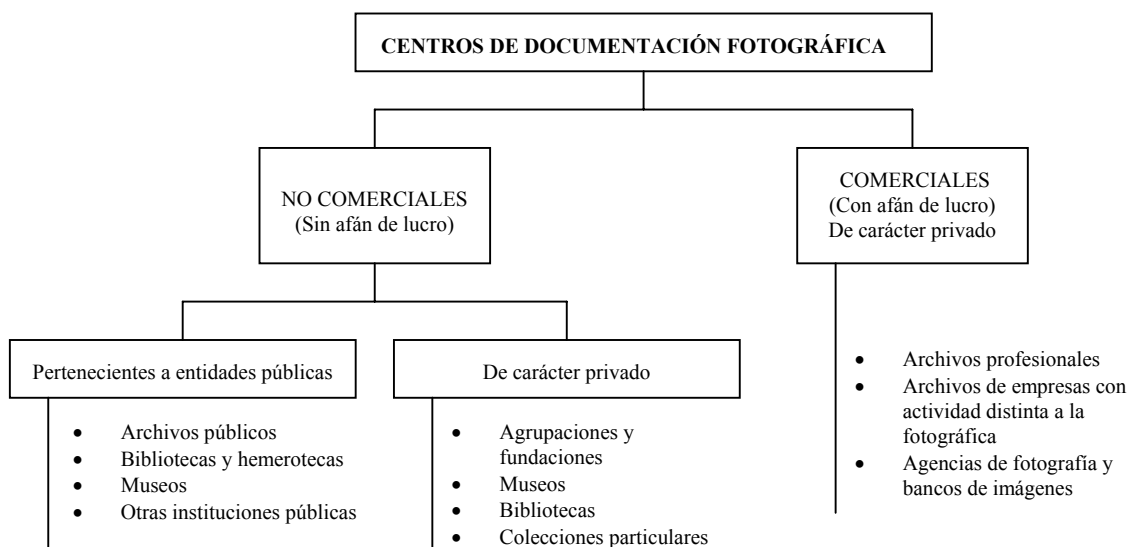 CENTROS DE DOCUMENTACIÓN FOTOGRÁFICA
NO COMERCIALES
(Sin afán de lucro)
COMERCIALES
(Con afán de lucro)
De carácter privado
Pertenecientes a entidades públicas
• Archivos públicos
• Bibliotecas y hemerotecas
• Museos
• Otras instituciones públicas
De carácter privado
• Agrupaciones y
fundaciones
• Museos
• Bibliotecas
• Colecciones particulares
• Archivos profesionales
• Archivos de empresas con
actividad distinta a la
fotográfica
• Agencias de fotografía y
bancos de imágenes